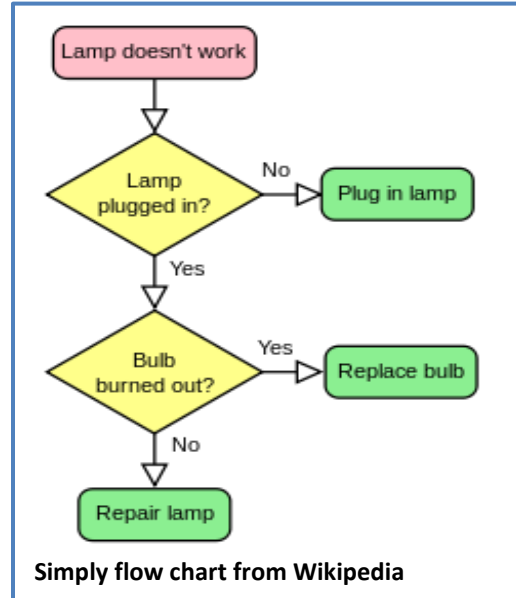 Lamp doesn't work
Lamp
plugged in?
No
Plug in lamp
Yes
Bulb
burned out?
Yes
Replace bulb
No
Repair lamp
Simply flow chart from Wikipedia